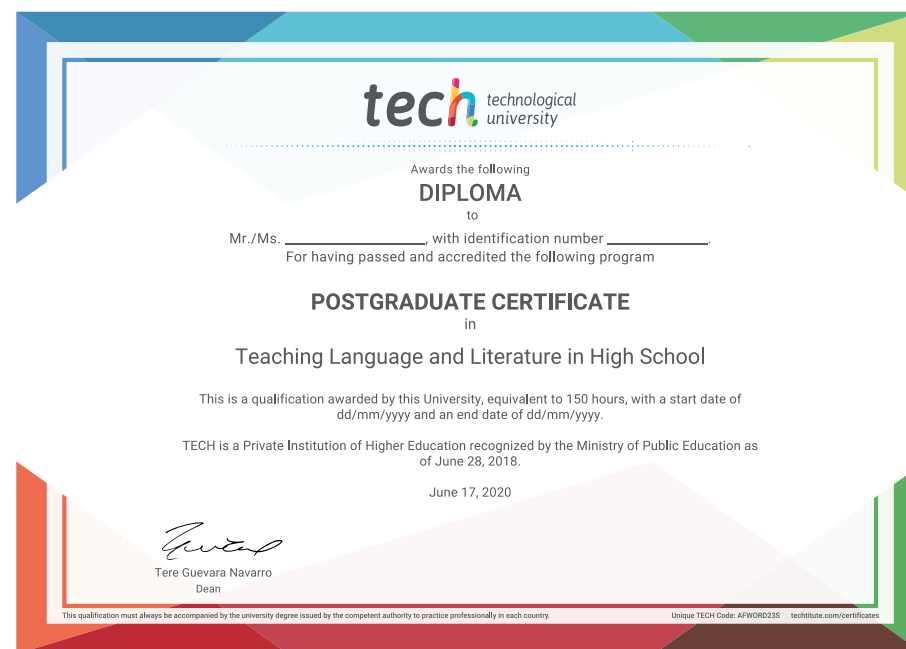 tech technological
university
Awards the following
DIPLOMA
to
Mr./Ms. ____________________, with identification number ______________.
For having passed and accredited the following program
POSTGRADUATE CERTIFICATE
in
Teaching Language and Literature in High School
This is a qualification awarded by this University, equivalent to 150 hours, with a start date of
dd/mm/yyyy and an end date of dd/mm/yyyy.
TECH is a Private Institution of Higher Education recognized by the Ministry of Public Education as
of June 28, 2018.
June 17, 2020
Tere Guevara Navarro
Dean
This qualification must always be accompanied by the university degree issued by the competent authority to practice professionally in each country.
Unique TECH Code: AFWORD23S techtitute.com/certificates